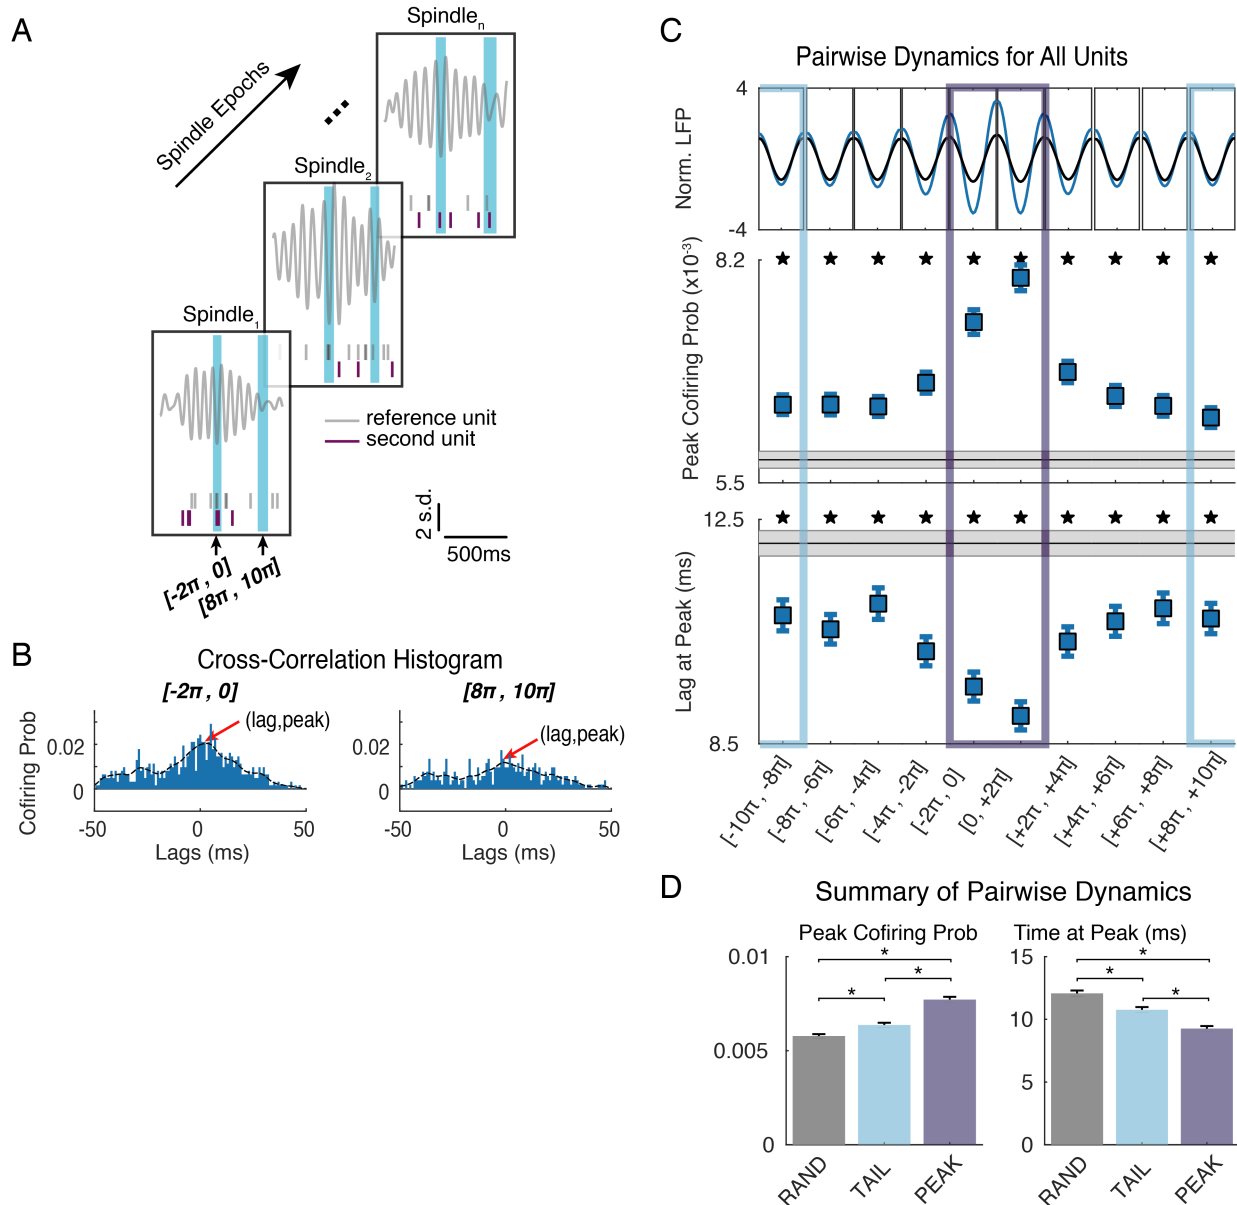 A
Spindleₙ
Spindle Epochs
Spindle₂
Spindle₁
reference unit
second unit
2 s.d.
500ms
[-2π , 0]
[8π , 10π]
B
Cross-Correlation Histogram
[-2π , 0]
[8π , 10π]
(lag,peak)
(lag,peak)
Cofiring Prob
0.02
0
-50
0
50
Lags (ms)
0.02
0
-50
0
50
Lags (ms)
C
Pairwise Dynamics for All Units
Norm. LFP
4
-4
Peak Cofiring Prob (x10⁻³)
8.2
5.5
Lag at Peak (ms)
12.5
8.5
[-10π , -8π]
[-8π , -6π]
[-6π , -4π]
[-4π , -2π]
[-2π , 0]
[0, +2π]
[+2π , +4π]
[+4π , +6π]
[+6π , +8π]
[+8π , +10π]
D
Summary of Pairwise Dynamics
Peak Cofiring Prob
0.01
0.005
0
* * *
RAND
TAIL
PEAK
Time at Peak (ms)
15
10
5
0
* * *
RAND
TAIL
PEAK